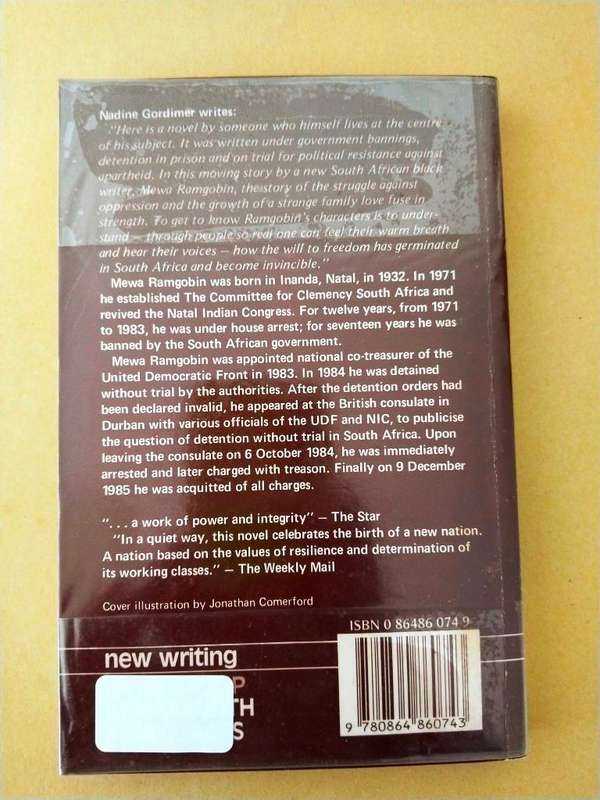 Nadine Gordimer writes:
"Here is a novel by someone who himself lives at the centre
of his subject. It was written under government bannings,
detention in prison and on trial for political resistance against
apartheid. In this moving story by a new South African black
writer, Mewa Ramgobin, the story of the struggle against
oppression and the growth of a strange family love fuse in
strength. To get to know Ramgobin's characters is to under-
stand – through people so real one can feel their warm breath
and hear their voices – how the will to freedom has germinated
in South Africa and become invincible."
Mewa Ramgobin was born in Inanda, Natal, in 1932. In 1971
he established The Committee for Clemency South Africa and
revived the Natal Indian Congress. For twelve years, from 1971
to 1983, he was under house arrest; for seventeen years he was
banned by the South African government.
Mewa Ramgobin was appointed national co-treasurer of the
United Democratic Front in 1983. In 1984 he was detained
without trial by the authorities. After the detention orders had
been declared invalid, he appeared at the British consulate in
Durban with various officials of the UDF and NIC, to publicise
the question of detention without trial in South Africa. Upon
leaving the consulate on 6 October 1984, he was immediately
arrested and later charged with treason. Finally on 9 December
1985 he was acquitted of all charges.
". . . a work of power and integrity" – The Star
"In a quiet way, this novel celebrates the birth of a new nation.
A nation based on the values of resilience and determination of
its working classes." – The Weekly Mail
Cover illustration by Jonathan Comerford
ISBN 0 86486 074 9
new writing
P
TH
S
9 780864 860743